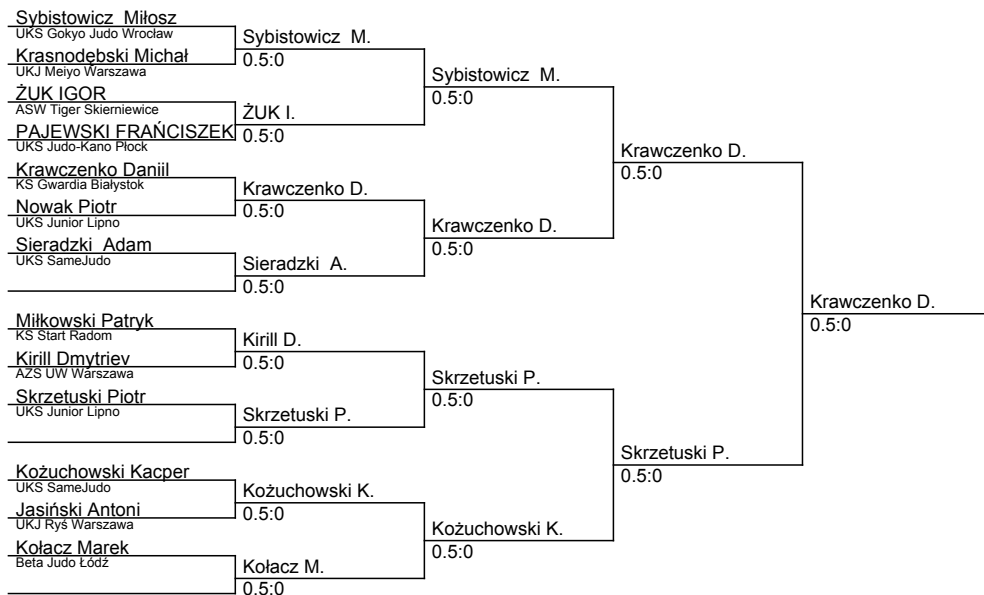 Sybistowicz  Miłosz
UKS Gokyo Judo Wrocław
Krasnodębski Michał
UKJ Meiyo Warszawa
ŻUK IGOR
ASW Tiger Skierniewice
PAJEWSKI FRAŃCISZEK
UKS Judo-Kano Płock
Krawczenko Daniil
KS Gwardia Białystok
Nowak Piotr
UKS Junior Lipno
Sieradzki  Adam
UKS SameJudo
Miłkowski Patryk
KS Start Radom
Kirill Dmytriev
AZS UW Warszawa
Skrzetuski Piotr
UKS Junior Lipno
Kożuchowski Kacper
UKS SameJudo
Jasiński Antoni
UKJ Ryś Warszawa
Kołacz Marek
Beta Judo Łódź
Sybistowicz  M.
0.5:0
ŻUK I.
0.5:0
Krawczenko D.
0.5:0
Sieradzki  A.
0.5:0
Kirill D.
0.5:0
Skrzetuski P.
0.5:0
Kożuchowski K.
0.5:0
Kołacz M.
0.5:0
Sybistowicz  M.
0.5:0
Krawczenko D.
0.5:0
Skrzetuski P.
0.5:0
Kożuchowski K.
0.5:0
Krawczenko D.
0.5:0
Skrzetuski P.
0.5:0
Krawczenko D.
0.5:0